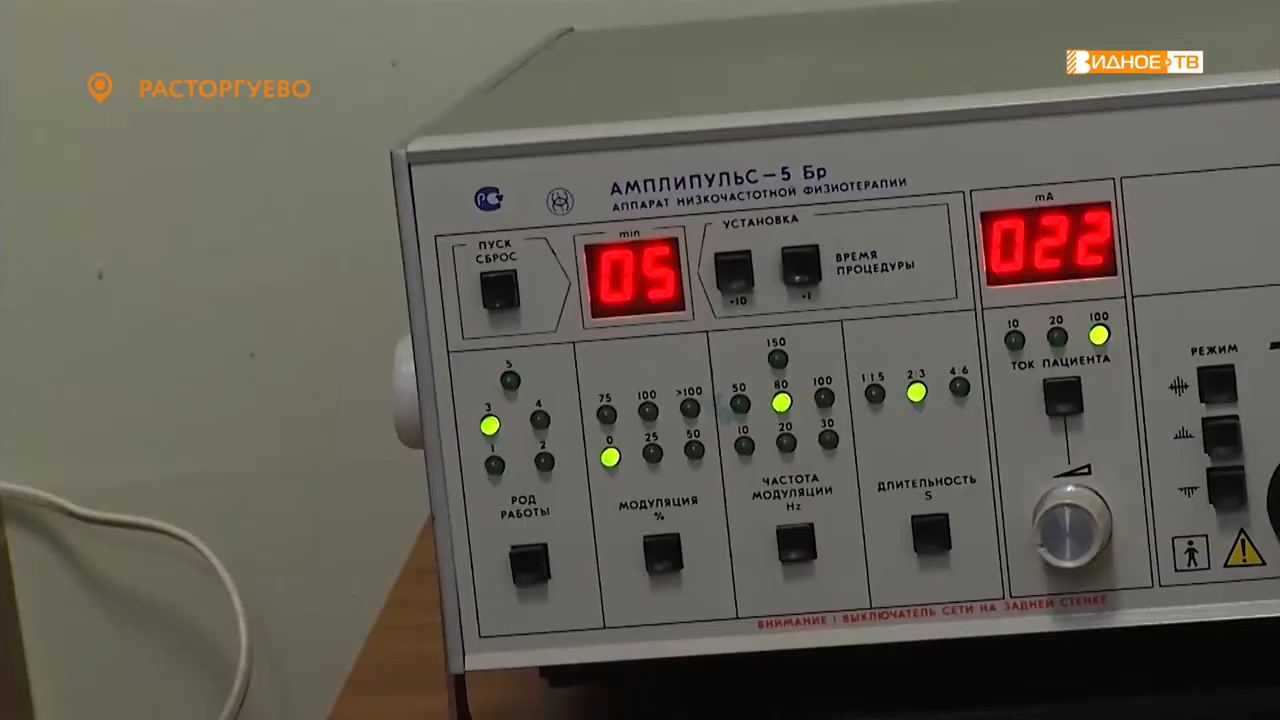 РАСТОРГУЕВО
ВИДНОЕ ТВ
АМПЛИПУЛЬС-5 Бр
АППАРАТ НИЗКОЧАСТОТНОЙ ФИЗИОТЕРАПИИ
ПУСК
СБРОС
min
05
УСТАНОВКА
-10
-1
ВРЕМЯ
ПРОЦЕДУРЫ
mA
022
5
3
4
1
2
РОД
РАБОТЫ
75 100 >100
0 25 50
МОДУЛЯЦИЯ
%
150
50 80 100
10 20 30
ЧАСТОТА
МОДУЛЯЦИИ
Hz
1 1.5 2 3 4 6
ДЛИТЕЛЬНОСТЬ
S
10 20 100
ТОК ПАЦИЕНТА
РЕЖИМ
ВНИМАНИЕ! ВЫКЛЮЧАТЕЛЬ СЕТИ НА ЗАДНЕЙ СТЕНКЕ